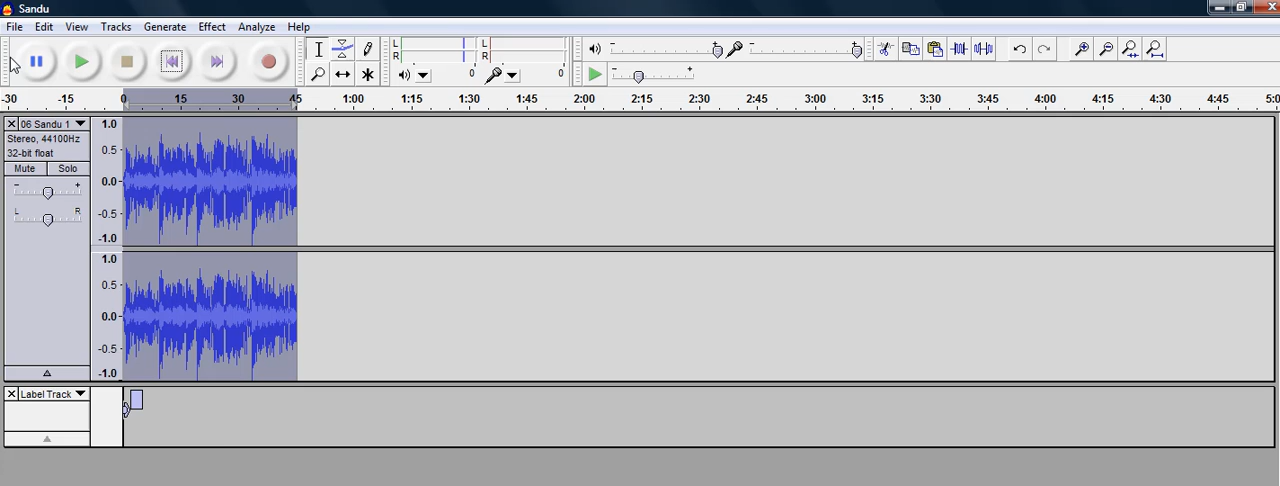 Sandu
File Edit View Tracks Generate Effect Analyze Help
L
R
L
R
0
0
- +
- +
- +
-30 -15 0 15 30 45 1:00 1:15 1:30 1:45 2:00 2:15 2:30 2:45 3:00 3:15 3:30 3:45 4:00 4:15 4:30 4:45 5:0
06 Sandu 1
Stereo, 44100Hz
32-bit float
Mute Solo
- +
L R
1.0
0.5
0.0
-0.5
-1.0
1.0
0.5
0.0
-0.5
-1.0
Label Track